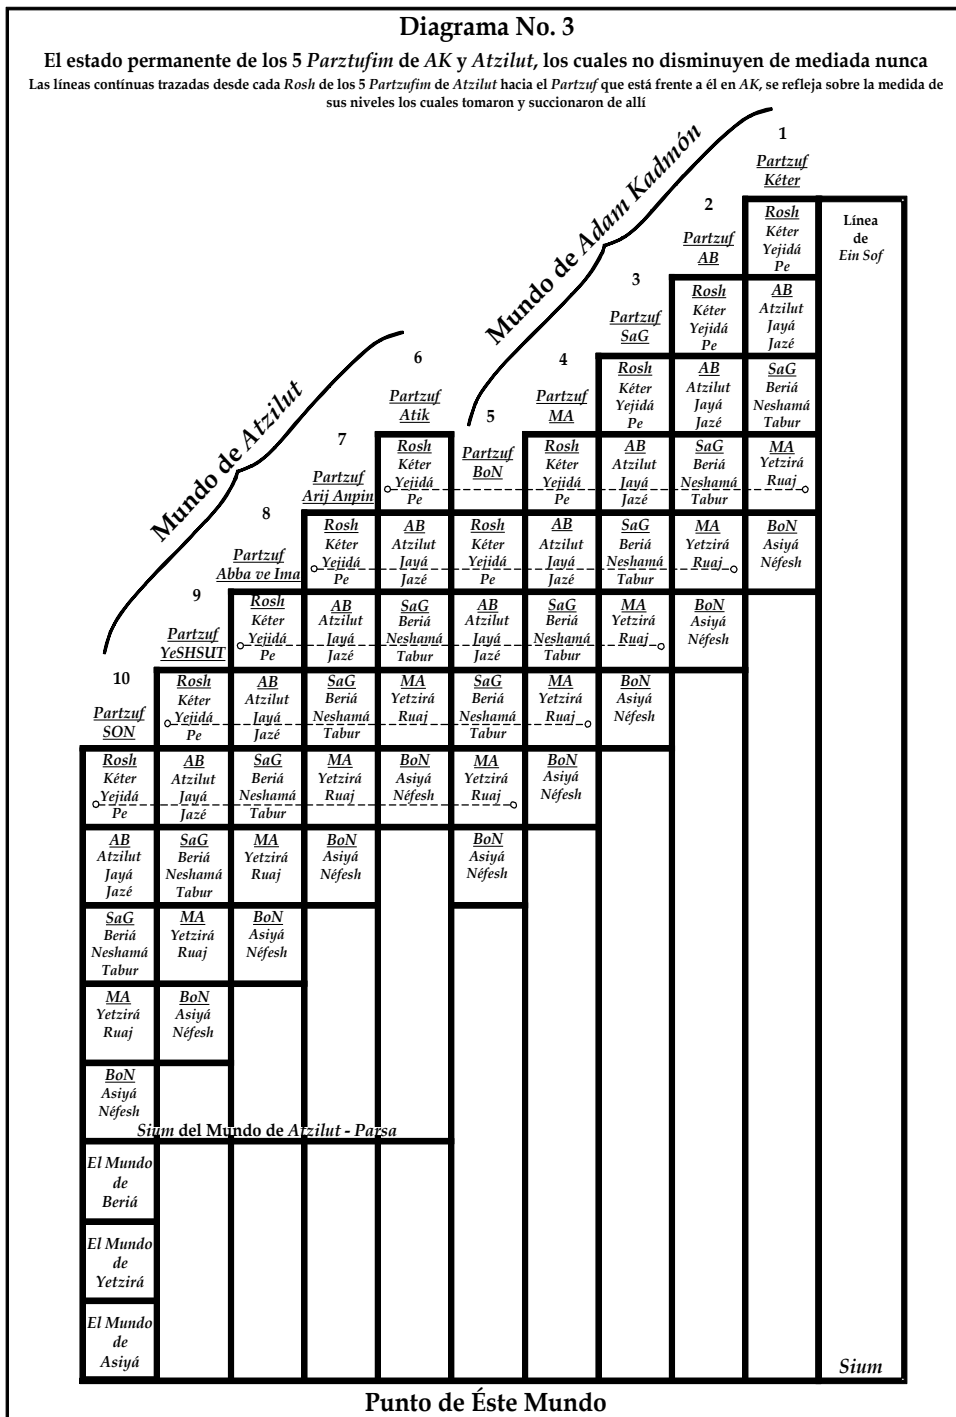 Diagrama No. 3
El estado permanente de los 5 Parztufim de AK y Atzilut, los cuales no disminuyen de mediada nunca
Las líneas contínuas trazadas desde cada Rosh de los 5 Partzufim de Atzilut hacia el Partzuf que está frente a él en AK, se refleja sobre la medida de
sus niveles los cuales tomaron y succionaron de allí
Mundo de Adam Kadmón
Mundo de Atzilut
1
Partzuf
Kéter
Rosh
Kéter
Yejidá
Pe
AB
Atzilut
Jayá
Jazé
SaG
Beriá
Neshamá
Tabur
MA
Yetzirá
Ruaj
BoN
Asiyá
Néfesh
Línea
de
Ein Sof
Sium
2
Partzuf
AB
Rosh
Kéter
Yejidá
Pe
AB
Atzilut
Jayá
Jazé
SaG
Beriá
Neshamá
Tabur
MA
Yetzirá
Ruaj
BoN
Asiyá
Néfesh
3
Partzuf
SaG
Rosh
Kéter
Yejidá
Pe
AB
Atzilut
Jayá
Jazé
SaG
Beriá
Neshamá
Tabur
MA
Yetzirá
Ruaj
BoN
Asiyá
Néfesh
4
Partzuf
MA
Rosh
Kéter
Yejidá
Pe
AB
Atzilut
Jayá
Jazé
SaG
Beriá
Neshamá
Tabur
MA
Yetzirá
Ruaj
BoN
Asiyá
Néfesh
5
Partzuf
BoN
Rosh
Kéter
Yejidá
Pe
AB
Atzilut
Jayá
Jazé
SaG
Beriá
Neshamá
Tabur
MA
Yetzirá
Ruaj
BoN
Asiyá
Néfesh
6
Partzuf
Atik
Rosh
Kéter
Yejidá
Pe
AB
Atzilut
Jayá
Jazé
SaG
Beriá
Neshamá
Tabur
MA
Yetzirá
Ruaj
BoN
Asiyá
Néfesh
7
Partzuf
Arij Anpin
Rosh
Kéter
Yejidá
Pe
AB
Atzilut
Jayá
Jazé
SaG
Beriá
Neshamá
Tabur
MA
Yetzirá
Ruaj
BoN
Asiyá
Néfesh
8
Partzuf
Abba ve Ima
Rosh
Kéter
Yejidá
Pe
AB
Atzilut
Jayá
Jazé
SaG
Beriá
Neshamá
Tabur
MA
Yetzirá
Ruaj
BoN
Asiyá
Néfesh
9
Partzuf
YeSHSUT
Rosh
Kéter
Yejidá
Pe
AB
Atzilut
Jayá
Jazé
SaG
Beriá
Neshamá
Tabur
MA
Yetzirá
Ruaj
BoN
Asiyá
Néfesh
10
Partzuf
SON
Rosh
Kéter
Yejidá
Pe
AB
Atzilut
Jayá
Jazé
SaG
Beriá
Neshamá
Tabur
MA
Yetzirá
Ruaj
BoN
Asiyá
Néfesh
Sium del Mundo de Atzilut - Parsa
El Mundo
de
Beriá
El Mundo
de
Yetzirá
El Mundo
de
Asiyá
Punto de Éste Mundo